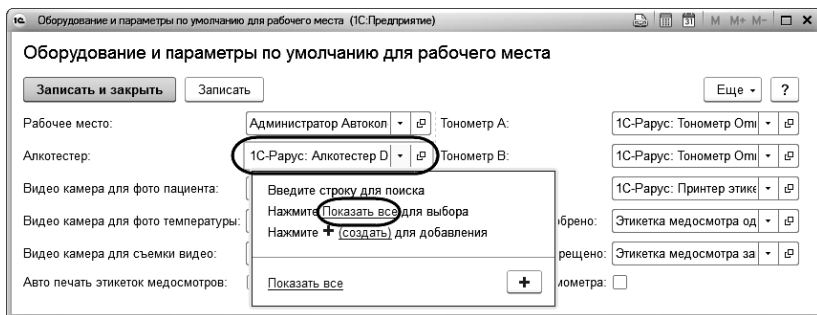 1С Оборудование и параметры по умолчанию для рабочего места (1С:Предприятие) 31 M M+ M-
Оборудование и параметры по умолчанию для рабочего места
Записать и закрыть Записать Еще ?
Рабочее место: Администратор Автокол Тонометр A: 1С-Рарус: Тонометр Omi
Алкотестер: 1С-Рарус: Алкотестер D Тонометр B: 1С-Рарус: Тонометр Omi
Видео камера для фото пациента: 1С-Рарус: Принтер этике
Видео камера для фото температуры: брено: Этикетка медосмотра од
Видео камера для съемки видео: рещено: Этикетка медосмотра за
Авто печать этикеток медосмотров: мометра:
Введите строку для поиска
Нажмите Показать все для выбора
Нажмите + (создать) для добавления
Показать все +